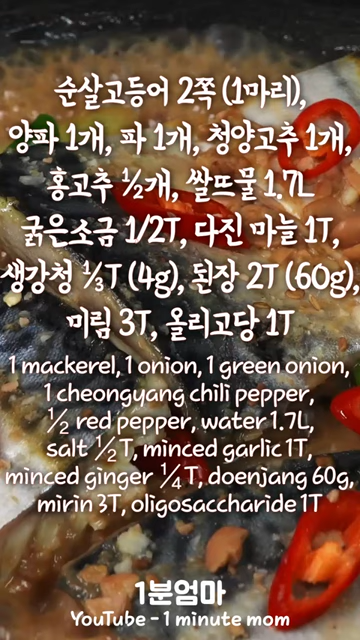 순살고등어 2쪽 (1마리),
양파 1개, 파 1개, 청양고추 1개,
홍고추 ½개, 쌀뜨물 1.7L
굵은소금 1/2T, 다진 마늘 1T,
생강청 ⅓T (4g), 된장 2T (60g),
미림 3T, 올리고당 1T
1 mackerel, 1 onion, 1 green onion,
1 cheongyang chili pepper,
½ red pepper, water 1.7L,
salt ½T, minced garlic 1T,
minced ginger ¼T, doenjang 60g,
mirin 3T, oligosaccharide 1T
1분엄마
YouTube - 1 minute mom